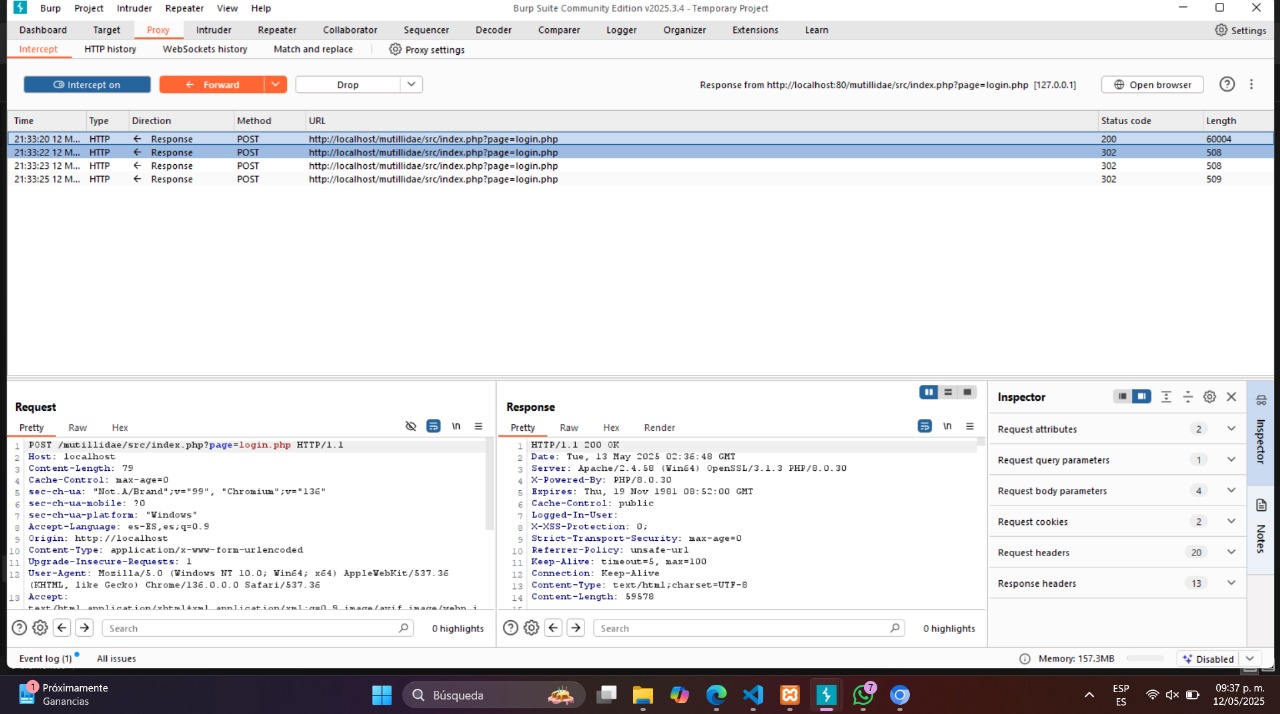 Burp Project Intruder Repeater View Help Burp Suite Community Edition v2025.3.4 - Temporary Project
Dashboard Target Proxy Intruder Repeater Collaborator Sequencer Decoder Comparer Logger Organizer Extensions Learn Settings
Intercept HTTP history WebSockets history Match and replace Proxy settings
Intercept on Forward Drop Response from http://localhost:80/mutillidae/src/index.php?page=login.php [127.0.0.1] Open browser
Time Type Direction Method URL Status code Length
21:33:20 12 M... HTTP ← Response POST http://localhost/mutillidae/src/index.php?page=login.php 200 60004
21:33:22 12 M... HTTP ← Response POST http://localhost/mutillidae/src/index.php?page=login.php 302 508
21:33:23 12 M... HTTP ← Response POST http://localhost/mutillidae/src/index.php?page=login.php 302 508
21:33:25 12 M... HTTP ← Response POST http://localhost/mutillidae/src/index.php?page=login.php 302 509
Request
Pretty Raw Hex \n
1 POST /mutillidae/src/index.php?page=login.php HTTP/1.1
2 Host: localhost
3 Content-Length: 79
4 Cache-Control: max-age=0
5 sec-ch-ua: "Not.A/Brand";v="99", "Chromium";v="136"
6 sec-ch-ua-mobile: ?0
7 sec-ch-ua-platform: "Windows"
8 Accept-Language: es-ES,es;q=0.9
9 Origin: http://localhost
10 Content-Type: application/x-www-form-urlencoded
11 Upgrade-Insecure-Requests: 1
12 User-Agent: Mozilla/5.0 (Windows NT 10.0; Win64; x64) AppleWebKit/537.36
(KHTML, like Gecko) Chrome/136.0.0.0 Safari/537.36
13 Accept:
text/html,application/xhtml+xml,application/xml;q=0.9,image/avif,image/webp,i
Search 0 highlights
Response
Pretty Raw Hex Render \n
1 HTTP/1.1 200 OK
2 Date: Tue, 13 May 2025 02:36:48 GMT
3 Server: Apache/2.4.58 (Win64) OpenSSL/3.1.3 PHP/8.0.30
4 X-Powered-By: PHP/8.0.30
5 Expires: Thu, 19 Nov 1981 08:52:00 GMT
6 Cache-Control: public
7 Logged-In-User:
8 X-XSS-Protection: 0;
9 Strict-Transport-Security: max-age=0
10 Referrer-Policy: unsafe-url
11 Keep-Alive: timeout=5, max=100
12 Connection: Keep-Alive
13 Content-Type: text/html;charset=UTF-8
14 Content-Length: 59578
Search 0 highlights
Inspector
Request attributes 2
Request query parameters 1
Request body parameters 4
Request cookies 2
Request headers 20
Response headers 13
Inspector
Notes
Event log (1) All issues Memory: 157.3MB Disabled
1 Próximamente
Ganancias
Búsqueda
7
ESP
ES
09:37 p. m.
12/05/2025